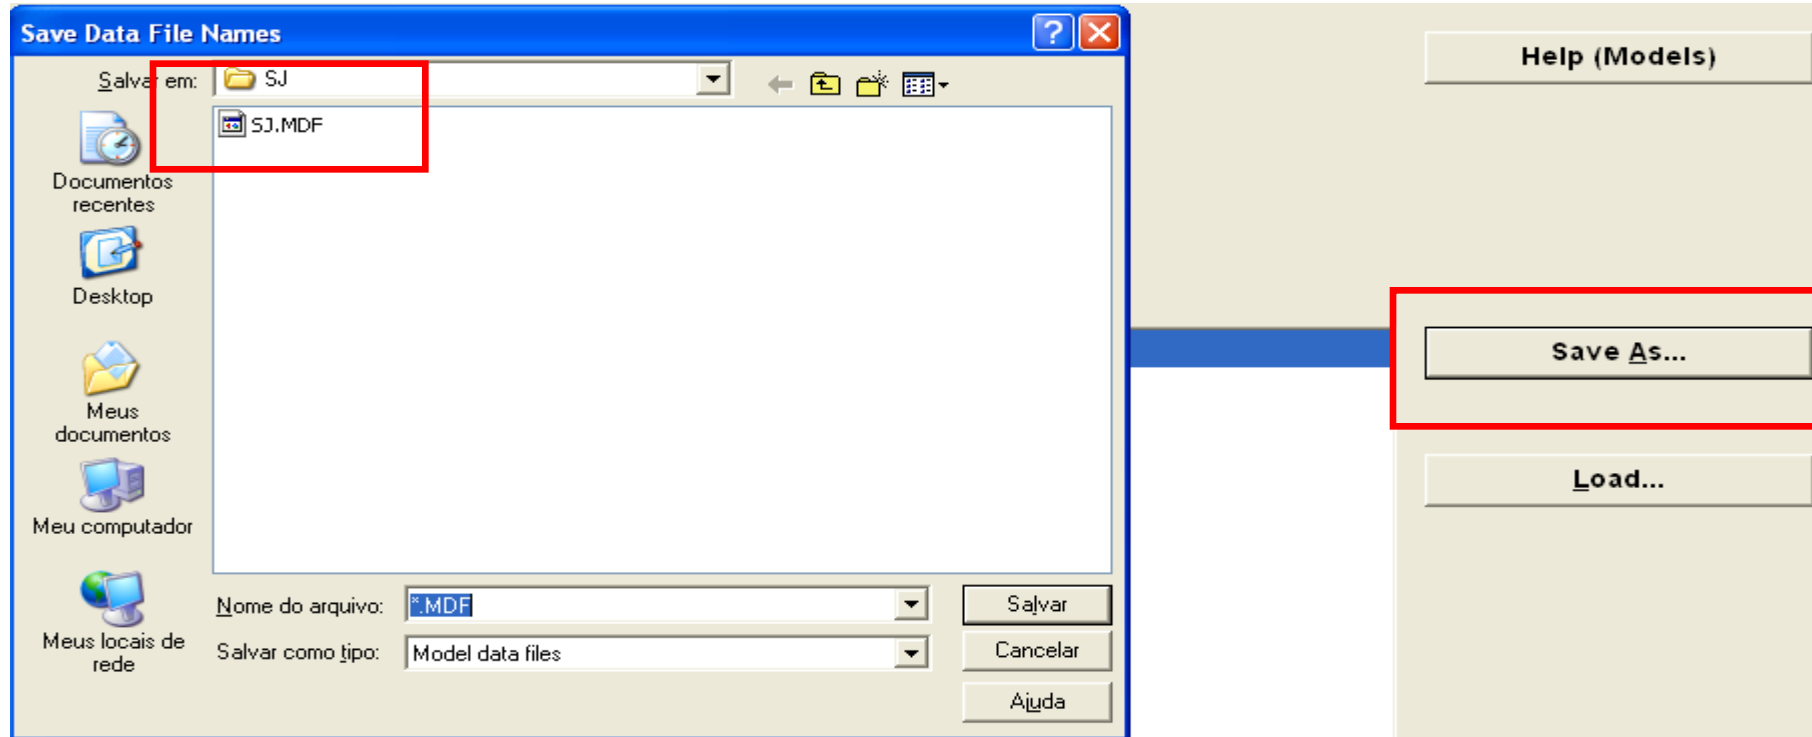 Save Data File Names
Salvar em:
SJ
SJ.MDF
Documentos
recentes
Desktop
Meus
documentos
Meu computador
Meus locais de
rede
Nome do arquivo:
*.MDF
Salvar
Salvar como tipo:
Model data files
Cancelar
Ajuda
Help (Models)
Save As...
Load...